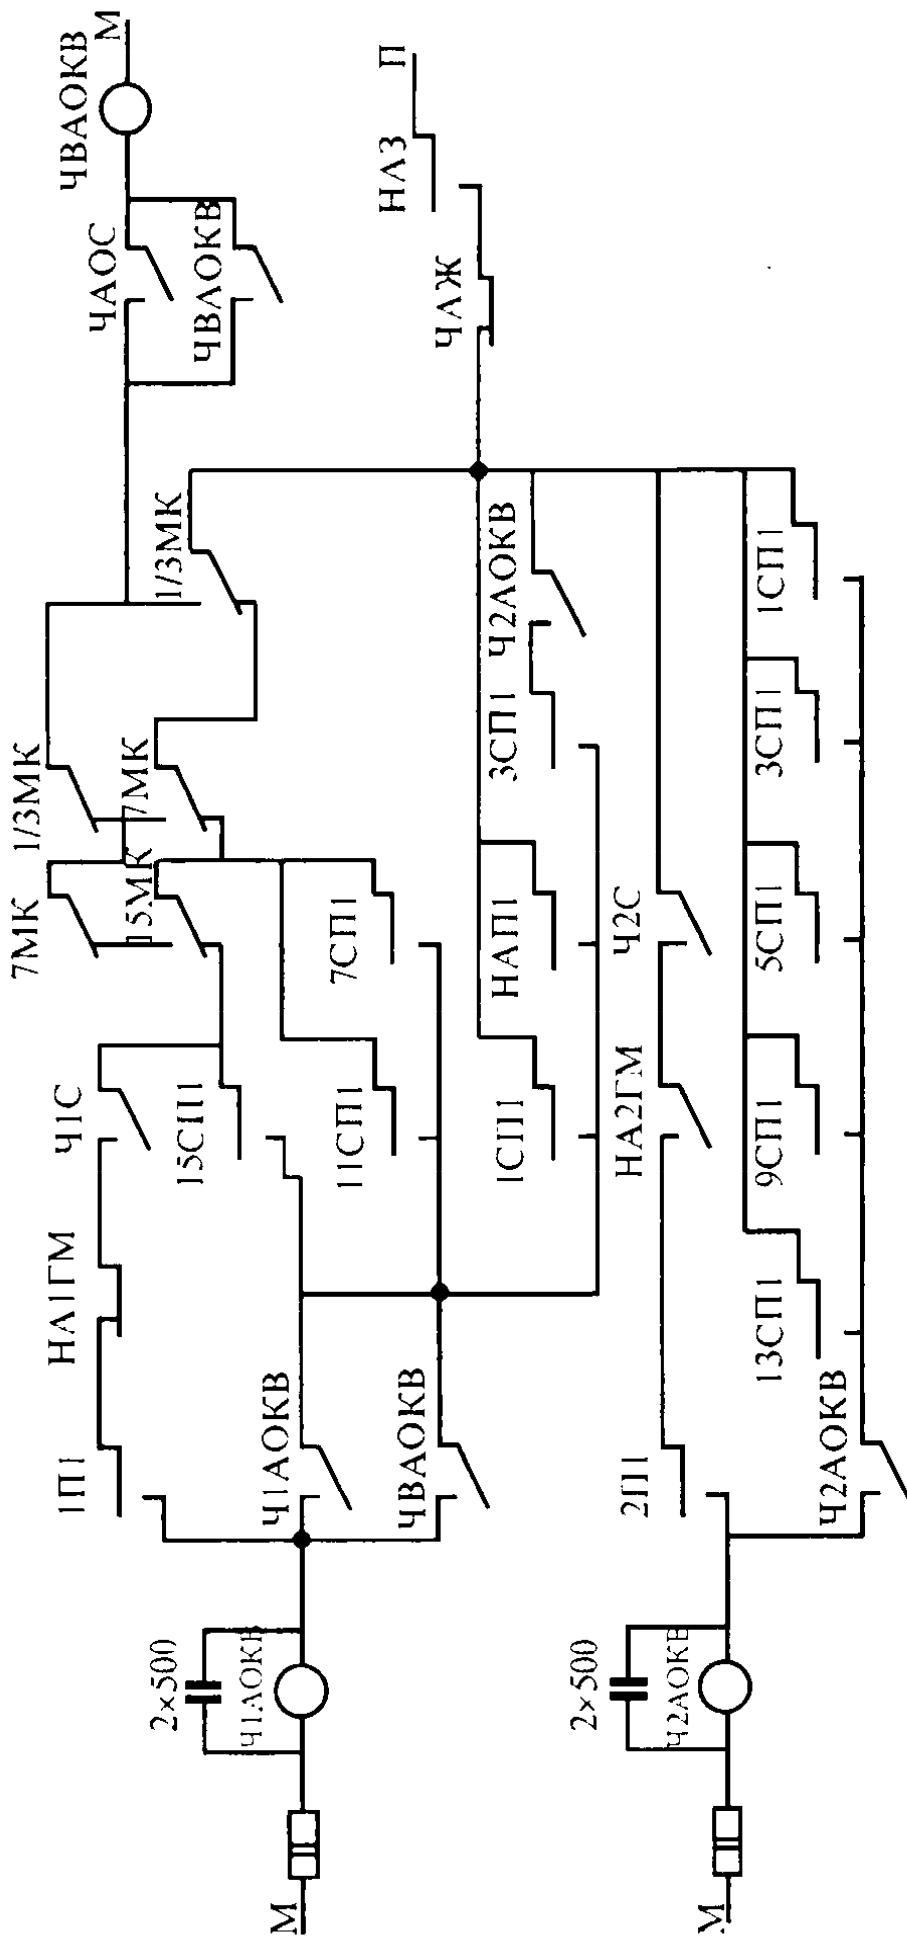 М
ЧВАОКВ
ЧАОС
ЧВАОКВ
П
НАЗ
ЧАЖ
1/3МК
1/3МК
7МК
7МК
15МК
Ч1С
НА1ГМ
1П1
15СП1
7СП1
11СП1
Ч2АОКВ
3СП1
НАП1
1СП1
Ч1АОКВ
ЧВАОКВ
2×500
Ч1АОКВ
М
Ч2С
НА2ГМ
2П1
1СП1
3СП1
5СП1
9СП1
13СП1
Ч2АОКВ
2×500
Ч2АОКВ
М